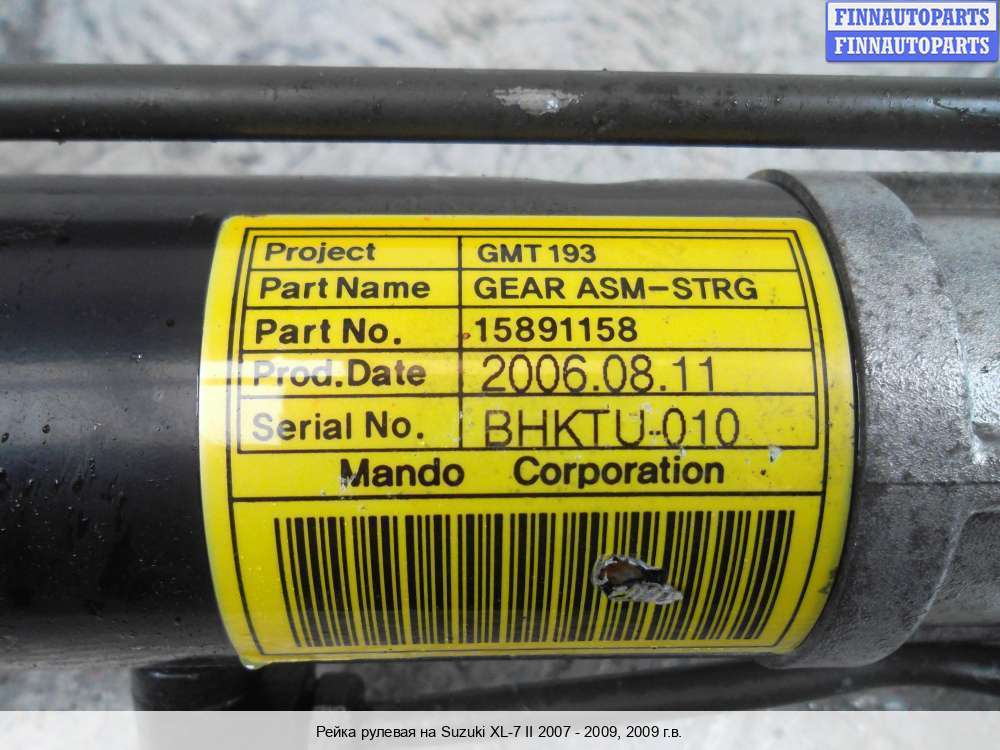 FINNAUTOPARTS
FINNAUTOPARTS
Project GMT 193
Part Name GEAR ASM-STRG
Part No. 15891158
Prod.Date 2006.08.11
Serial No. BHKTU-010
Mando Corporation
Рейка рулевая на Suzuki XL-7 II 2007 - 2009, 2009 г.в.